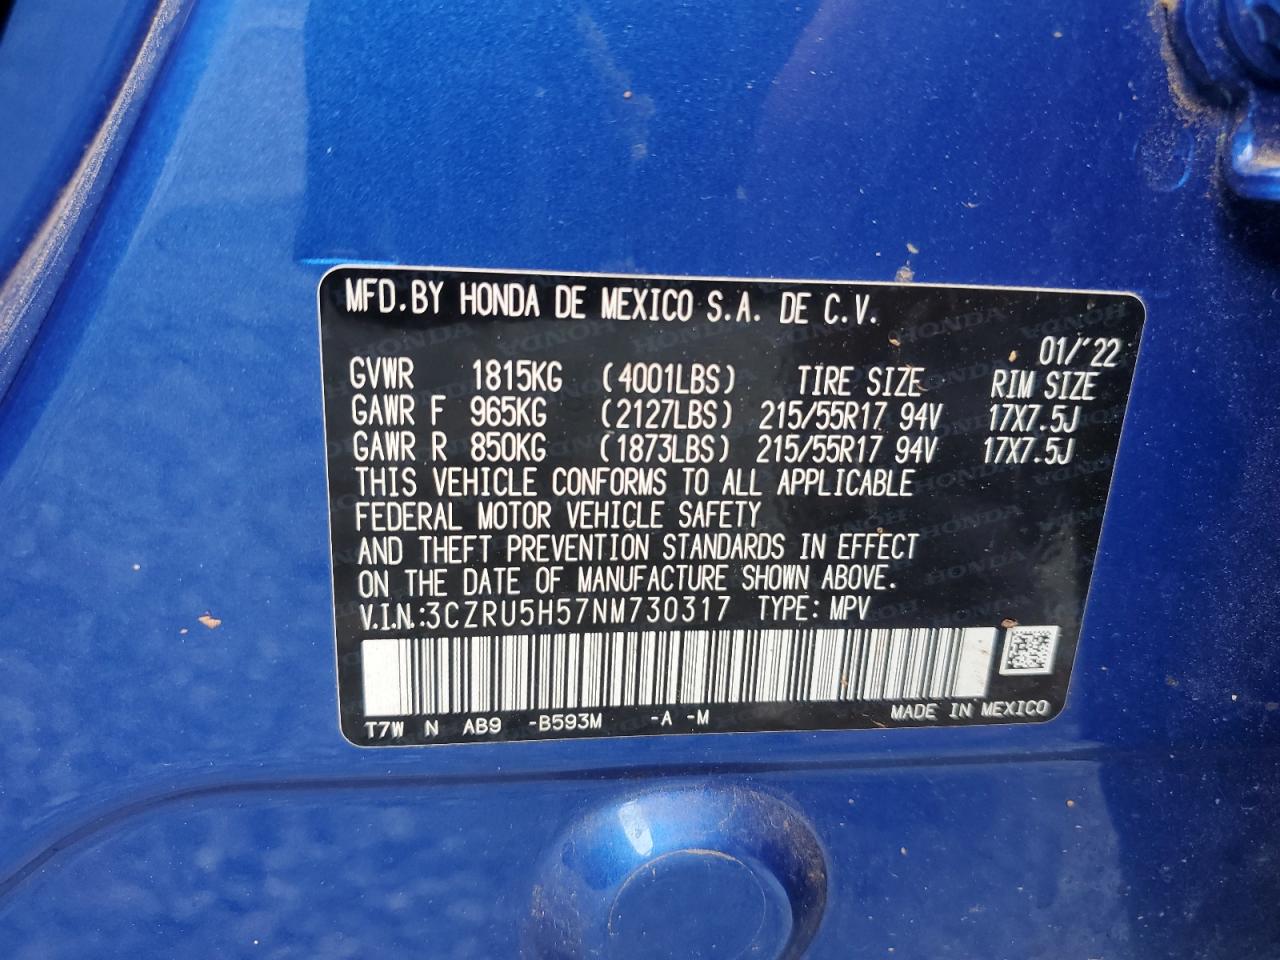 MFD.BY HONDA DE MEXICO S.A. DE C.V.
01/'22
GVWR 1815KG (4001LBS) TIRE SIZE RIM SIZE
GAWR F 965KG (2127LBS) 215/55R17 94V 17X7.5J
GAWR R 850KG (1873LBS) 215/55R17 94V 17X7.5J
THIS VEHICLE CONFORMS TO ALL APPLICABLE
FEDERAL MOTOR VEHICLE SAFETY
AND THEFT PREVENTION STANDARDS IN EFFECT
ON THE DATE OF MANUFACTURE SHOWN ABOVE.
V.I.N.:3CZRU5H57NM730317 TYPE: MPV
T7W N AB9 -B593M -A -M MADE IN MEXICO